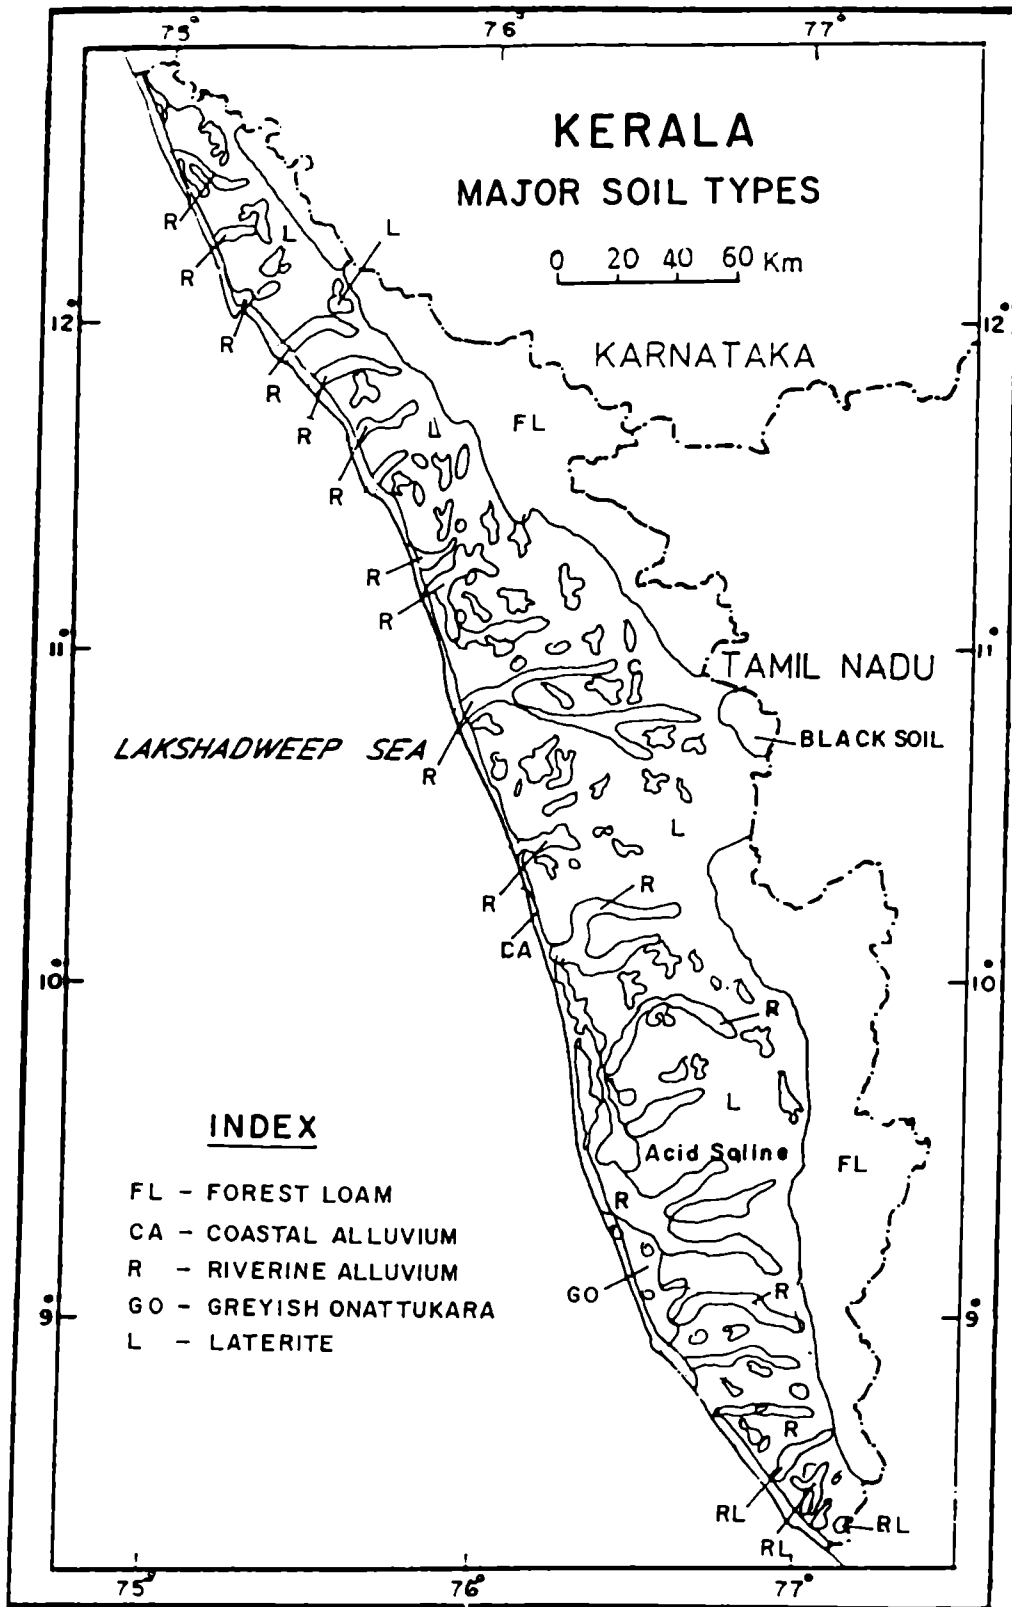 75° 76° 77°
KERALA
MAJOR SOIL TYPES
0 20 40 60 Km
L
L
R
R
12° 12°
R
KARNATAKA
R
FL
R
L
R
R
R
11° 11°
TAMIL NADU
BLACK SOIL
LAKSHADWEEP SEA
R
L
R
R
CA
10° 10°
R
L
INDEX
Acid Saline
FL
FL – FOREST LOAM
R
CA – COASTAL ALLUVIUM
R – RIVERINE ALLUVIUM
GO
R
GO – GREYISH ONATTUKARA
9° 9°
L – LATERITE
R
RL
RL
RL
75° 76° 77°